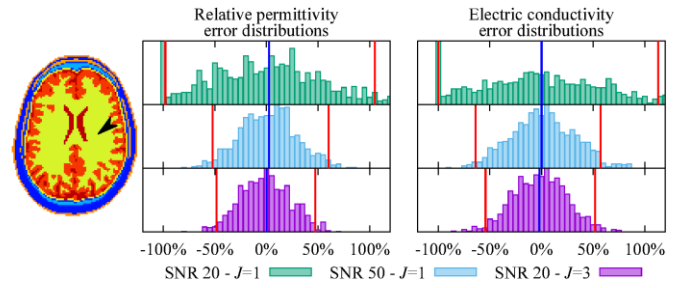 Relative permittivity
error distributions
Electric conductivity
error distributions
-100% -50% 0% 50% 100%
-100% -50% 0% 50% 100%
SNR 20 - J=1 SNR 50 - J=1 SNR 20 - J=3